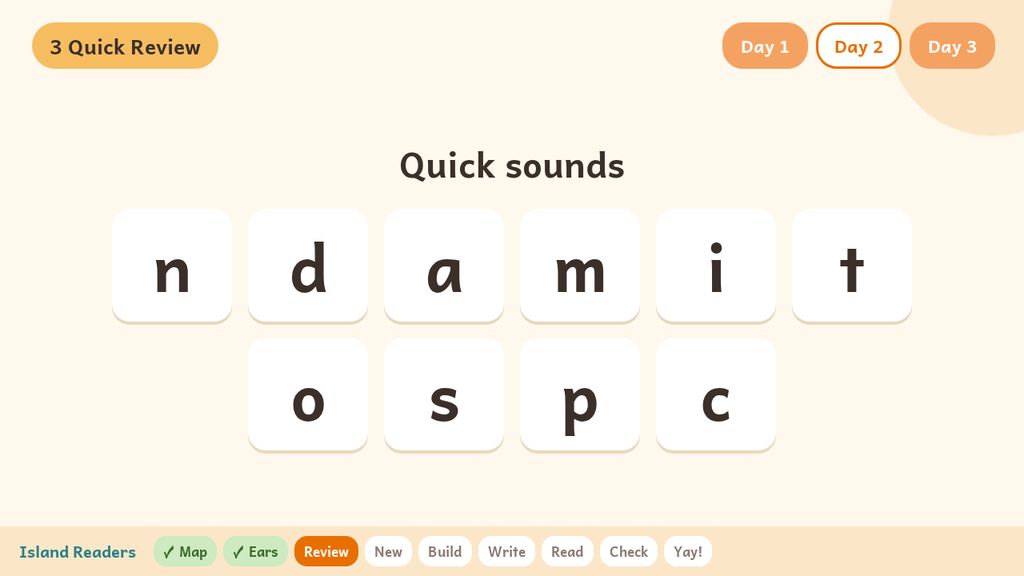 3 Quick Review
Day 1 Day 2 Day 3
Quick sounds
n d a m i t
o s p c
Island Readers ✓ Map ✓ Ears Review New Build Write Read Check Yay!